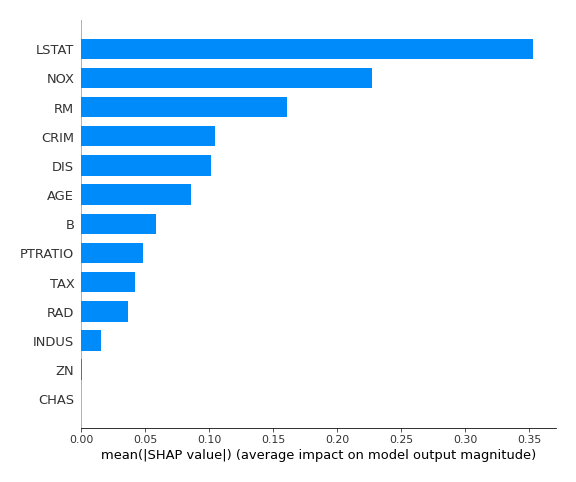 LSTAT
NOX
RM
CRIM
DIS
AGE
B
PTRATIO
TAX
RAD
INDUS
ZN
CHAS
0.00 0.05 0.10 0.15 0.20 0.25 0.30 0.35
mean(|SHAP value|) (average impact on model output magnitude)